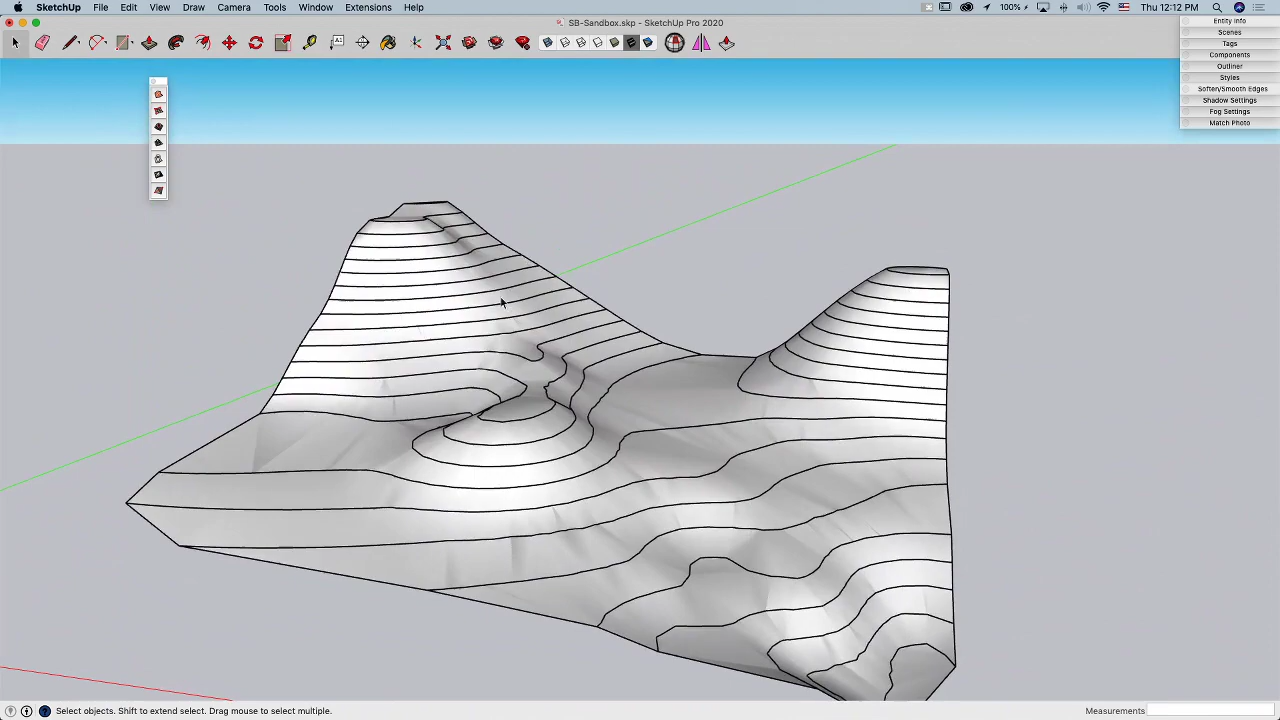 SketchUp File Edit View Draw Camera Tools Window Extensions Help
100% Thu 12:12 PM
SB-Sandbox.skp - SketchUp Pro 2020
Entity Info
Scenes
Tags
Components
Outliner
Styles
Soften/Smooth Edges
Shadow Settings
Fog Settings
Match Photo
Select objects. Shift to extend select. Drag mouse to select multiple.
Measurements